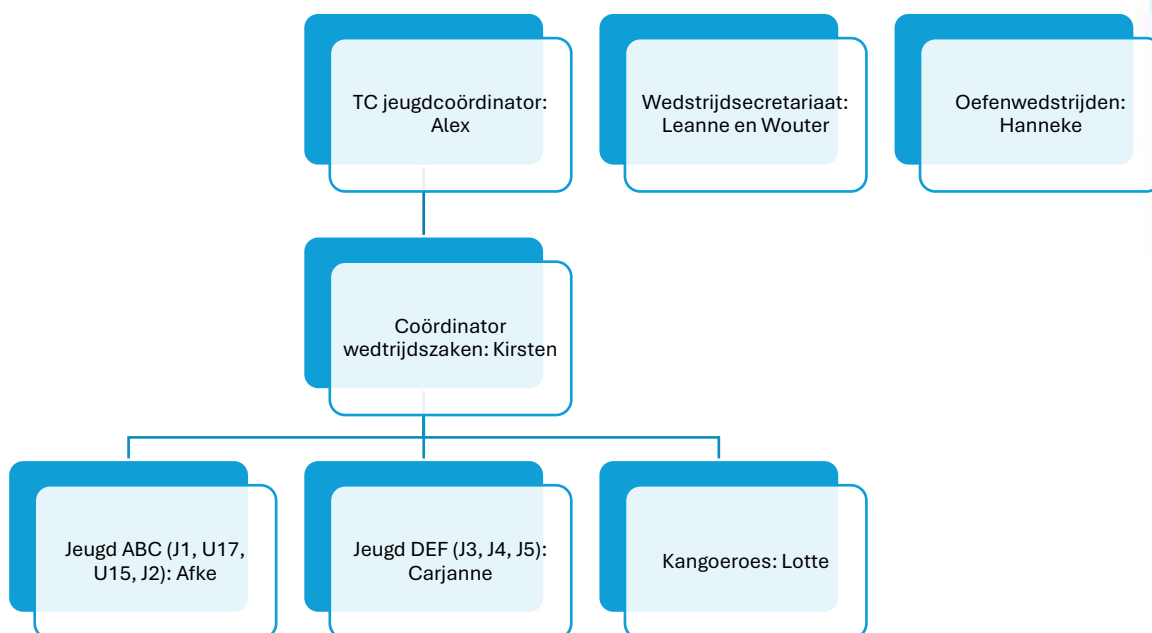 TC jeugdcoördinator:
Alex
Wedstrijdsecretariaat:
Leanne en Wouter
Oefenwedstrijden:
Hanneke
Coördinator
wedtrijdszaken: Kirsten
Jeugd ABC (J1, U17,
U15, J2): Afke
Jeugd DEF (J3, J4, J5):
Carjanne
Kangoeroes: Lotte